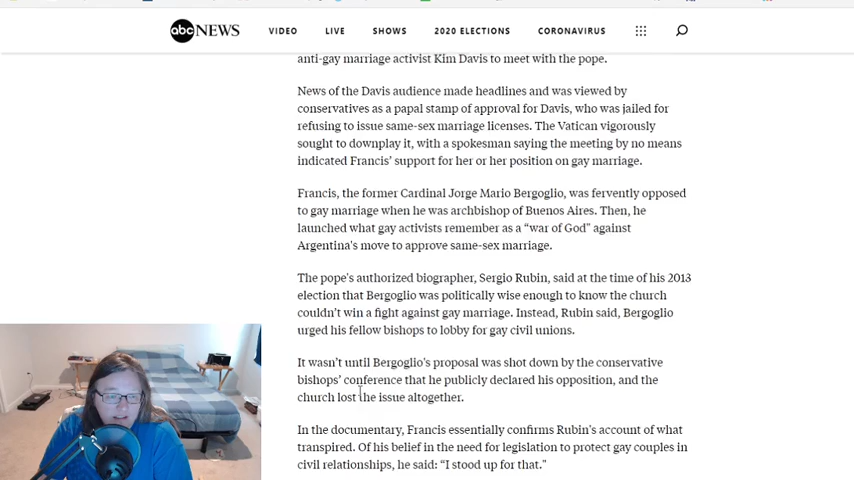 abc NEWS VIDEO LIVE SHOWS 2020 ELECTIONS CORONAVIRUS
anti-gay marriage activist Kim Davis to meet with the pope.
News of the Davis audience made headlines and was viewed by
conservatives as a papal stamp of approval for Davis, who was jailed for
refusing to issue same-sex marriage licenses. The Vatican vigorously
sought to downplay it, with a spokesman saying the meeting by no means
indicated Francis’ support for her or her position on gay marriage.
Francis, the former Cardinal Jorge Mario Bergoglio, was fervently opposed
to gay marriage when he was archbishop of Buenos Aires. Then, he
launched what gay activists remember as a “war of God” against
Argentina's move to approve same-sex marriage.
The pope's authorized biographer, Sergio Rubin, said at the time of his 2013
election that Bergoglio was politically wise enough to know the church
couldn’t win a fight against gay marriage. Instead, Rubin said, Bergoglio
urged his fellow bishops to lobby for gay civil unions.
It wasn’t until Bergoglio's proposal was shot down by the conservative
bishops’ conference that he publicly declared his opposition, and the
church lost the issue altogether.
In the documentary, Francis essentially confirms Rubin's account of what
transpired. Of his belief in the need for legislation to protect gay couples in
civil relationships, he said: “I stood up for that.”